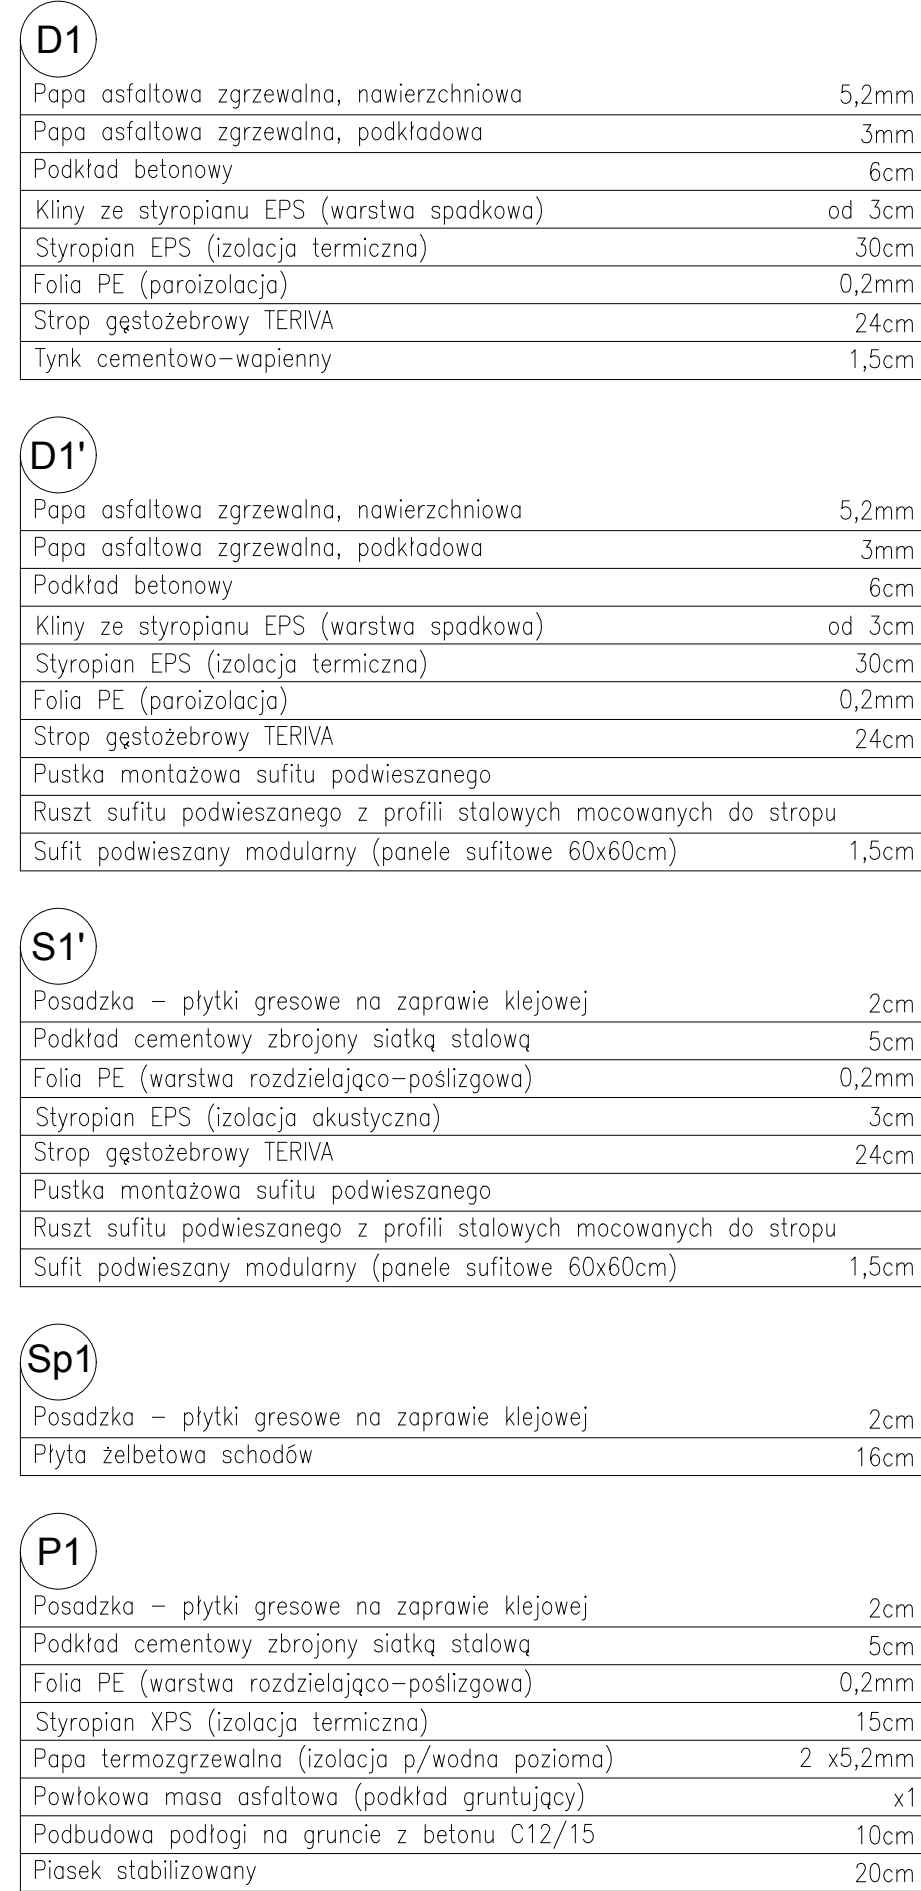 D1
Papa asfaltowa zgrzewalna, nawierzchniowa 5,2mm
Papa asfaltowa zgrzewalna, podkładowa 3mm
Podkład betonowy 6cm
Kliny ze styropianu EPS (warstwa spadkowa) od 3cm
Styropian EPS (izolacja termiczna) 30cm
Folia PE (paroizolacja) 0,2mm
Strop gęstożebrowy TERIVA 24cm
Tynk cementowo-wapienny 1,5cm
D1'
Papa asfaltowa zgrzewalna, nawierzchniowa 5,2mm
Papa asfaltowa zgrzewalna, podkładowa 3mm
Podkład betonowy 6cm
Kliny ze styropianu EPS (warstwa spadkowa) od 3cm
Styropian EPS (izolacja termiczna) 30cm
Folia PE (paroizolacja) 0,2mm
Strop gęstożebrowy TERIVA 24cm
Pustka montażowa sufitu podwieszanego
Ruszt sufitu podwieszanego z profili stalowych mocowanych do stropu
Sufit podwieszany modularny (panele sufitowe 60x60cm) 1,5cm
S1'
Posadzka – płytki gresowe na zaprawie klejowej 2cm
Podkład cementowy zbrojony siatką stalową 5cm
Folia PE (warstwa rozdzielająco-poślizgowa) 0,2mm
Styropian EPS (izolacja akustyczna) 3cm
Strop gęstożebrowy TERIVA 24cm
Pustka montażowa sufitu podwieszanego
Ruszt sufitu podwieszanego z profili stalowych mocowanych do stropu
Sufit podwieszany modularny (panele sufitowe 60x60cm) 1,5cm
Sp1
Posadzka – płytki gresowe na zaprawie klejowej 2cm
Płyta żelbetowa schodów 16cm
P1
Posadzka – płytki gresowe na zaprawie klejowej 2cm
Podkład cementowy zbrojony siatką stalową 5cm
Folia PE (warstwa rozdzielająco-poślizgowa) 0,2mm
Styropian XPS (izolacja termiczna) 15cm
Papa termozgrzewalna (izolacja p/wodna pozioma) 2 x5,2mm
Powłokowa masa asfaltowa (podkład gruntujący) x1
Podbudowa podłogi na gruncie z betonu C12/15 10cm
Piasek stabilizowany 20cm